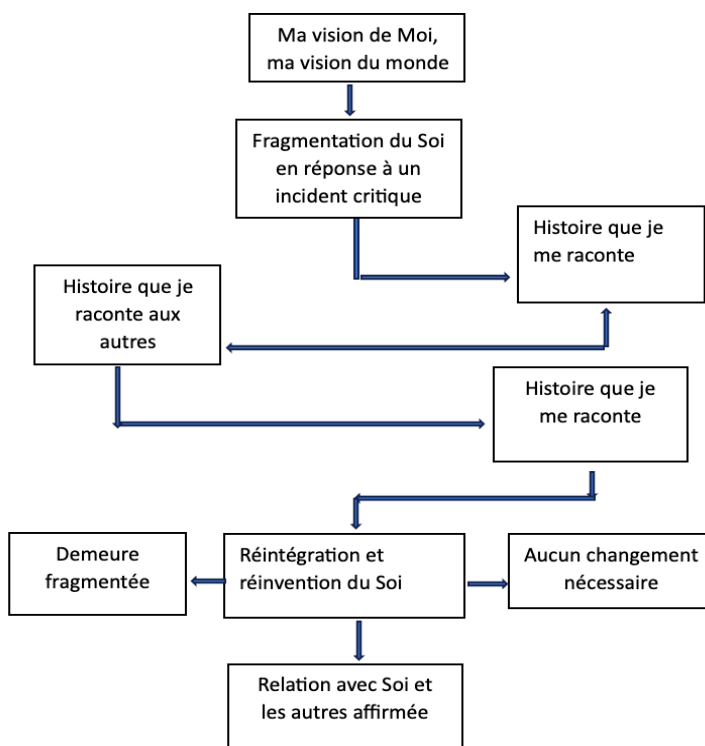 Ma vision de Moi,
ma vision du monde
Fragmentation du Soi
en réponse à un
incident critique
Histoire que je
me raconte
Histoire que je
raconte aux
autres
Histoire que je
me raconte
Demeure
fragmentée
Réintégration et
réinvention du Soi
Aucun changement
nécessaire
Relation avec Soi et
les autres affirmée